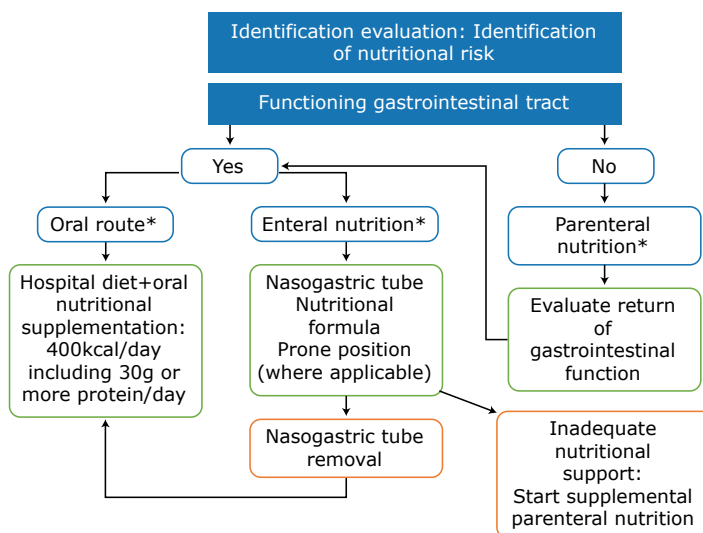 Identification evaluation: Identification
of nutritional risk
Functioning gastrointestinal tract
Yes
No
Oral route*
Enteral nutrition*
Parenteral
nutrition*
Hospital diet+oral
nutritional
supplementation:
400kcal/day
including 30g or
more protein/day
Nasogastric tube
Nutritional
formula
Prone position
(where applicable)
Evaluate return
of
gastrointestinal
function
Nasogastric tube
removal
Inadequate
nutritional
support:
Start supplemental
parenteral nutrition